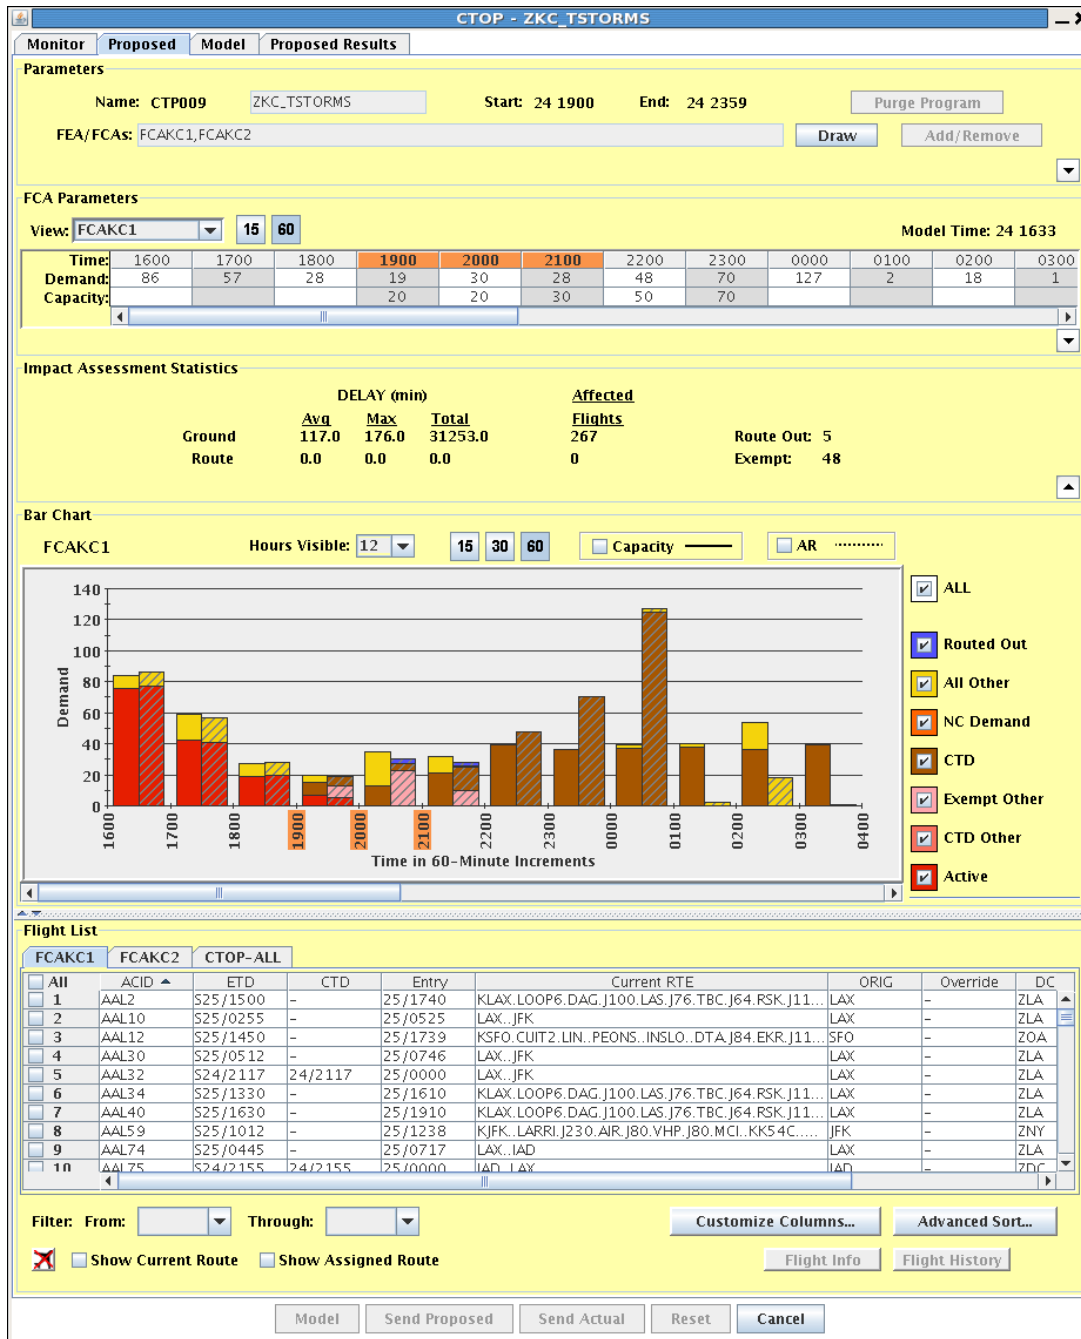 CTOP - ZKC_TSTORMS
Monitor Proposed Model Proposed Results
Parameters
Name: CTP009 ZKC_TSTORMS Start: 24 1900 End: 24 2359 Purge Program
FEA/FCAs: FCAKC1,FCAKC2 Draw Add/Remove
FCA Parameters
View: FCAKC1 15 60 Model Time: 24 1633
Time: 1600 1700 1800 1900 2000 2100 2200 2300 0000 0100 0200 0300
Demand: 86 57 28 19 30 28 48 70 127 2 18 1
Capacity: 20 20 30 50 70
Impact Assessment Statistics
DELAY (min) Affected
Avg Max Total Flights
Ground 117.0 176.0 31253.0 267 Route Out: 5
Route 0.0 0.0 0.0 0 Exempt: 48
Bar Chart
FCAKC1 Hours Visible: 12 15 30 60 Capacity AR
140
120
100
80
60
40
20
0
Demand
1600 1700 1800 1900 2000 2100 2200 2300 0000 0100 0200 0300 0400
Time in 60-Minute Increments
ALL
Routed Out
All Other
NC Demand
CTD
Exempt Other
CTD Other
Active
Flight List
FCAKC1 FCAKC2 CTOP-ALL
All ACID ETD CTD Entry Current RTE ORIG Override DC
1 AAL2 S25/1500 - 25/1740 KLAX.LOOP6.DAG.J100.LAS.J76.TBC.J64.RSK.J11... LAX - ZLA
2 AAL10 S25/0255 - 25/0525 LAX..JFK LAX - ZLA
3 AAL12 S25/1450 - 25/1739 KSFO.CUIT2.LIN..PEONS..INSLO..DTA.J84.EKR.J11... SFO - ZOA
4 AAL30 S25/0512 - 25/0746 LAX..JFK LAX - ZLA
5 AAL32 S24/2117 24/2117 25/0000 LAX..JFK LAX - ZLA
6 AAL34 S25/1330 - 25/1610 KLAX.LOOP6.DAG.J100.LAS.J76.TBC.J64.RSK.J11... LAX - ZLA
7 AAL40 S25/1630 - 25/1910 KLAX.LOOP6.DAG.J100.LAS.J76.TBC.J64.RSK.J11... LAX - ZLA
8 AAL59 S25/1012 - 25/1238 KJFK..LARRI.J230.AIR.J80.VHP.J80.MCI..KK54C..... JFK - ZNY
9 AAL74 S25/0445 - 25/0717 LAX..IAD LAX - ZLA
10 AAL75 S24/2155 24/2155 25/0000 IAD..LAX IAD - ZDC
Filter: From: Through: Customize Columns... Advanced Sort...
Show Current Route Show Assigned Route Flight Info Flight History
Model Send Proposed Send Actual Reset Cancel